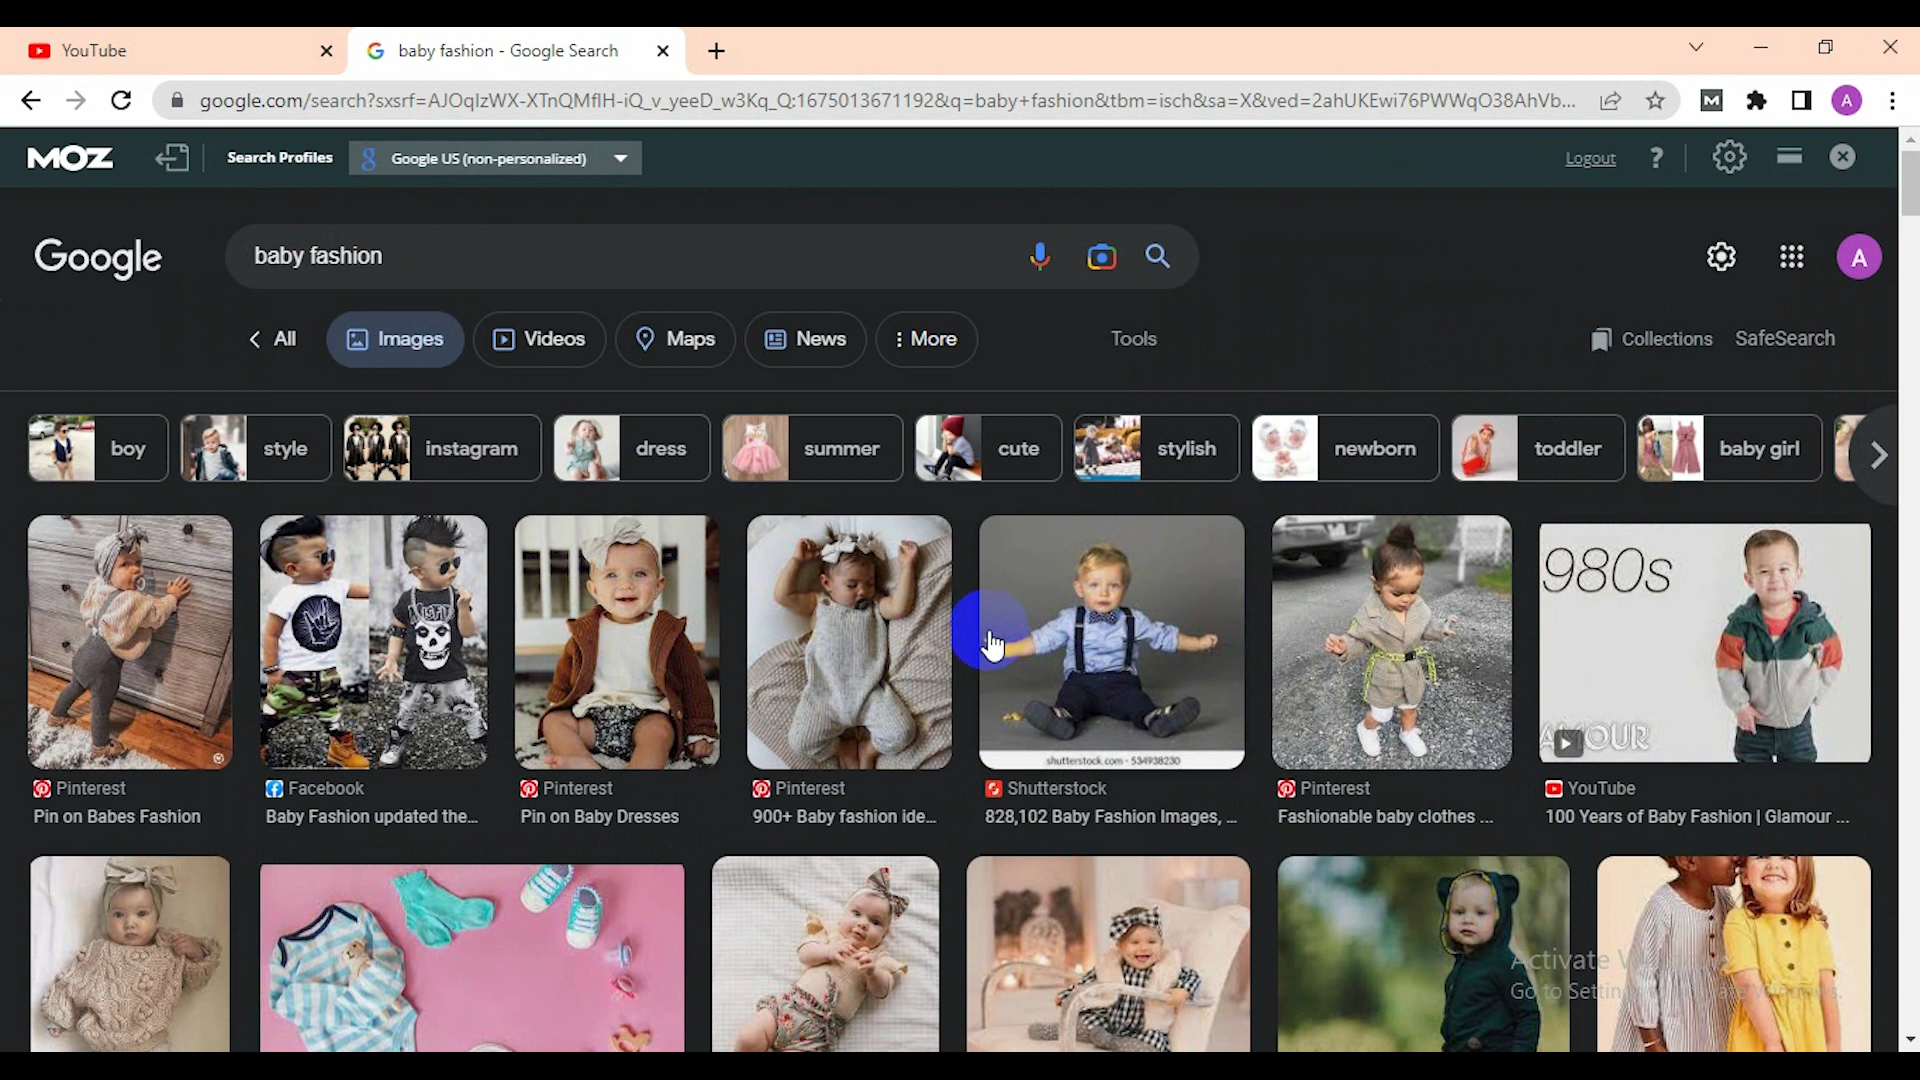 YouTube
baby fashion - Google Search
google.com/search?sxsrf=AJOqlzWX-XTnQMflH-iQ_v_yeeD_w3Kq_Q:1675013671192&q=baby+fashion&tbm=isch&sa=X&ved=2ahUKEwi76PWWqO38AhVb...
M
A
MOZ
Search Profiles
Google US (non-personalized)
Logout
?
Google
baby fashion
A
All
Images
Videos
Maps
News
More
Tools
Collections
SafeSearch
boy
style
instagram
dress
summer
cute
stylish
newborn
toddler
baby girl
MISFIT
980s
AMOUR
shutterstock.com · 534938230
Pinterest
Facebook
Pinterest
Pinterest
Shutterstock
Pinterest
YouTube
Pin on Babes Fashion
Baby Fashion updated the...
Pin on Baby Dresses
900+ Baby fashion ide...
828,102 Baby Fashion Images, ...
Fashionable baby clothes ...
100 Years of Baby Fashion | Glamour ...
Activate
Go to